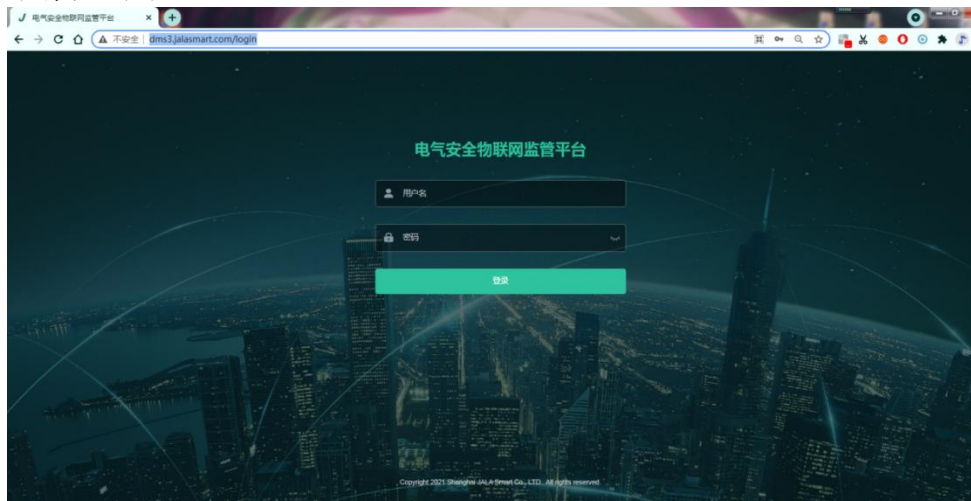 电气安全物联网监管平台
不安全 | dms3.jalasmart.com/login
电气安全物联网监管平台
用户名
密码
登录
Copyright 2021 Shanghai JALA Smart Co., LTD. All rights reserved